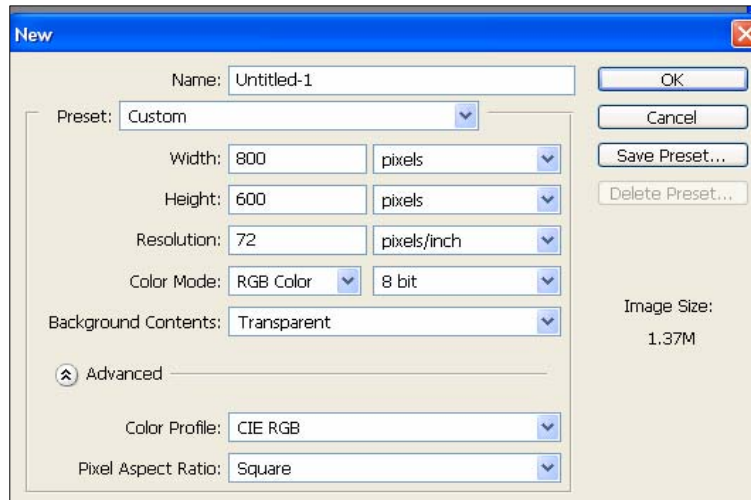 New
Name: Untitled-1
OK
Preset: Custom
Cancel
Width: 800 pixels
Save Preset...
Height: 600 pixels
Delete Preset...
Resolution: 72 pixels/inch
Color Mode: RGB Color 8 bit
Image Size:
Background Contents: Transparent
1.37M
Advanced
Color Profile: CIE RGB
Pixel Aspect Ratio: Square